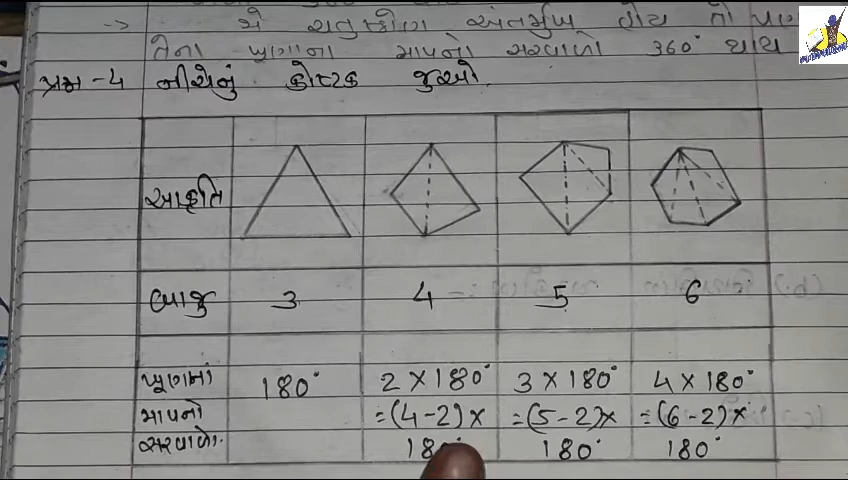 -> જો ચતુષ્કોણ અંતર્મુખ હોય તો પણ
તેના ખૂણાના માપનો સરવાળો 360° થાય
પ્રશ્ન-4 નીચેનું કોષ્ટક જુઓ.
આકૃતિ
બાજુ 3 4 5 6
ખૂણાનાં 180° 2×180° 3×180° 4×180°
માપનો =(4-2)× =(5-2)× =(6-2)×
સરવાળો. 180° 180° 180°